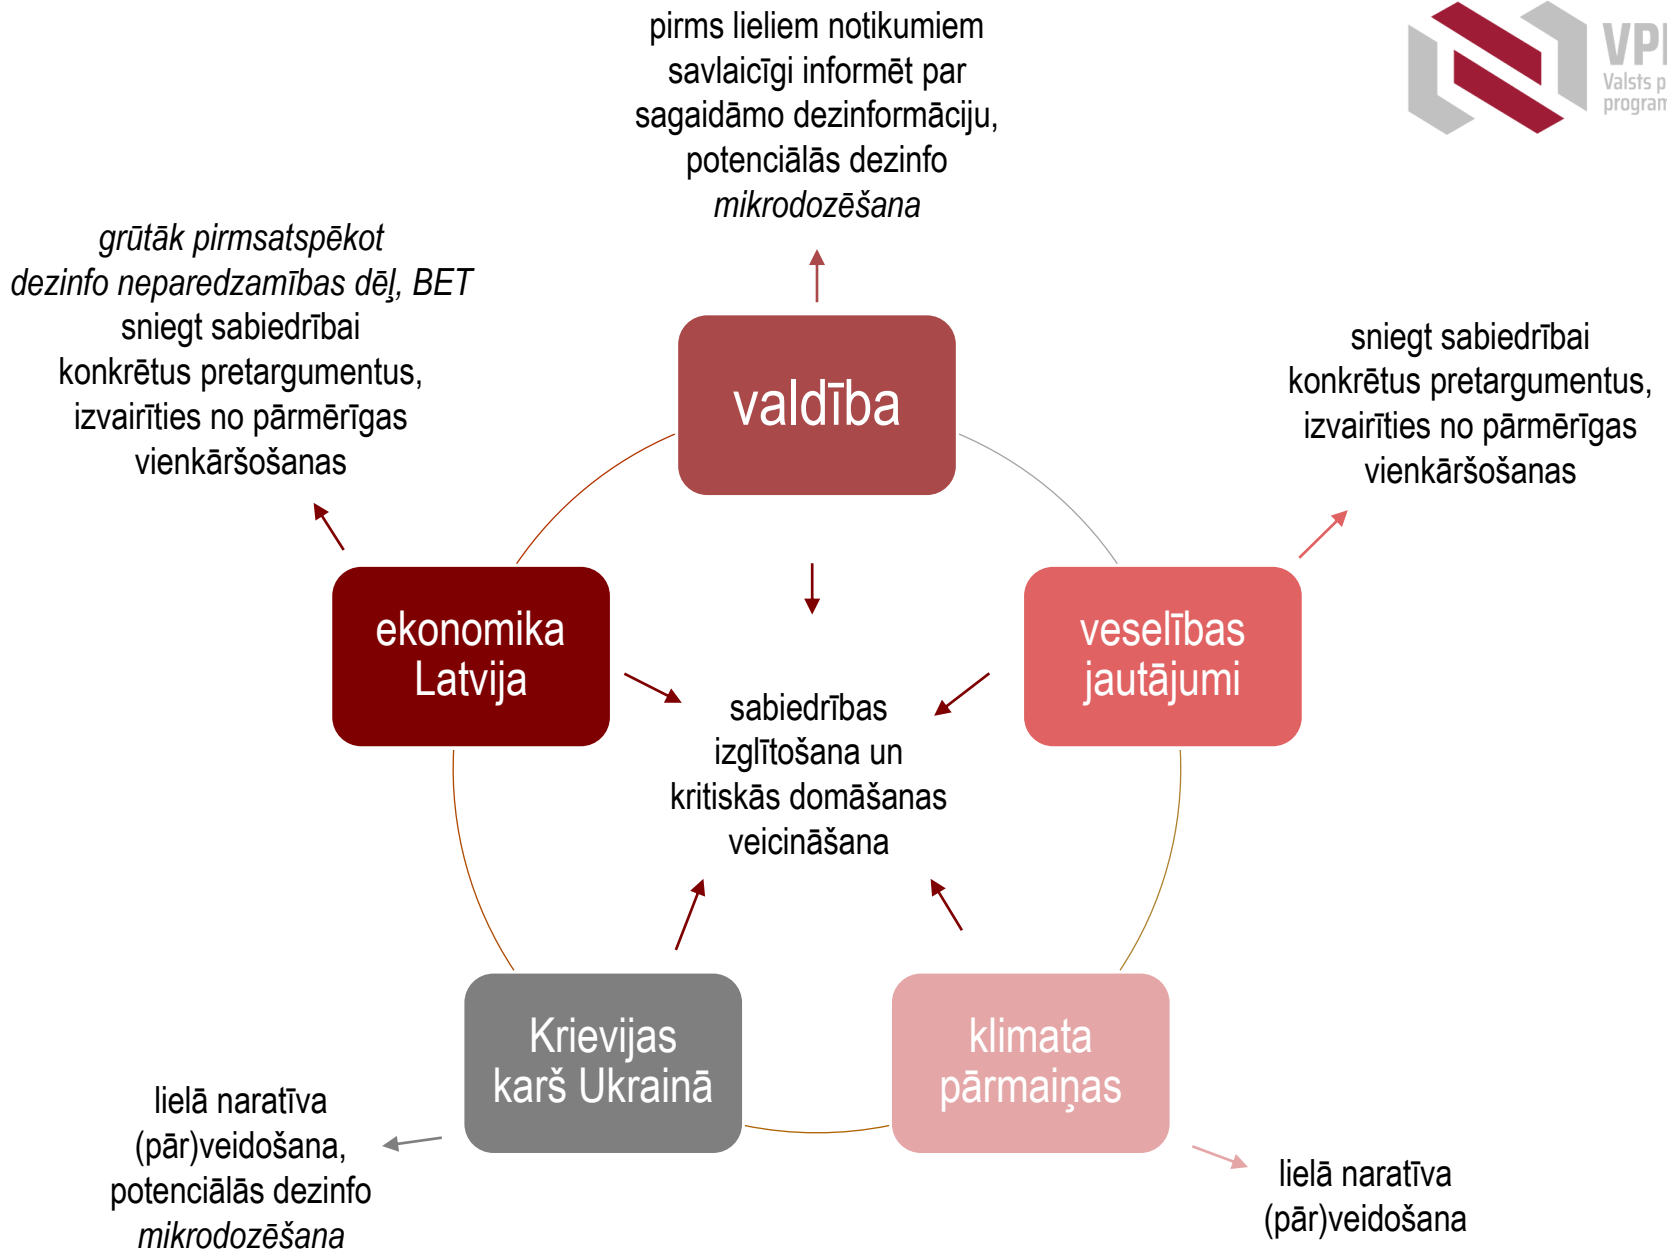 pirms lieliem notikumiem
savlaicīgi informēt par
sagaidāmo dezinformāciju,
potenciālās dezinfo
mikrodozēšana
VPI
Valsts p
program
grūtāk pirmsatspēkot
dezinfo neparedzamības dēļ, BET
sniegt sabiedrībai
konkrētus pretargumentus,
izvairīties no pārmērīgas
vienkāršošanas
valdība
sniegt sabiedrībai
konkrētus pretargumentus,
izvairīties no pārmērīgas
vienkāršošanas
ekonomika
Latvija
veselības
jautājumi
sabiedrības
izglītošana un
kritiskās domāšanas
veicināšana
Krievijas
karš Ukrainā
klimata
pārmaiņas
lielā naratīva
(pār)veidošana,
potenciālās dezinfo
mikrodozēšana
lielā naratīva
(pār)veidošana